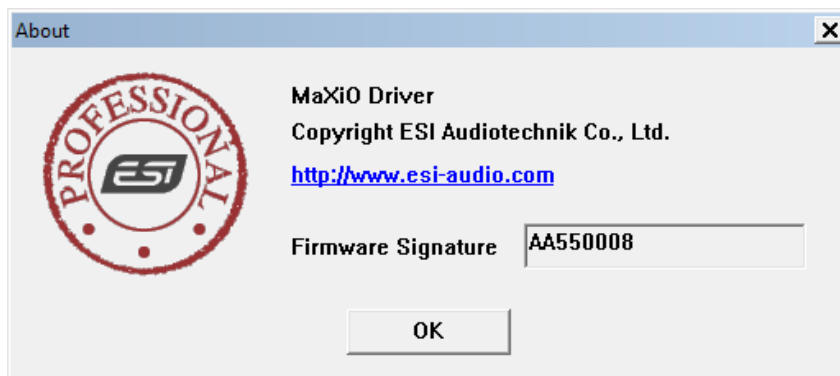 About
PROFESSIONAL
ESI
MaXiO Driver
Copyright ESI Audiotechnik Co., Ltd.
http://www.esi-audio.com
Firmware Signature AA550008
OK